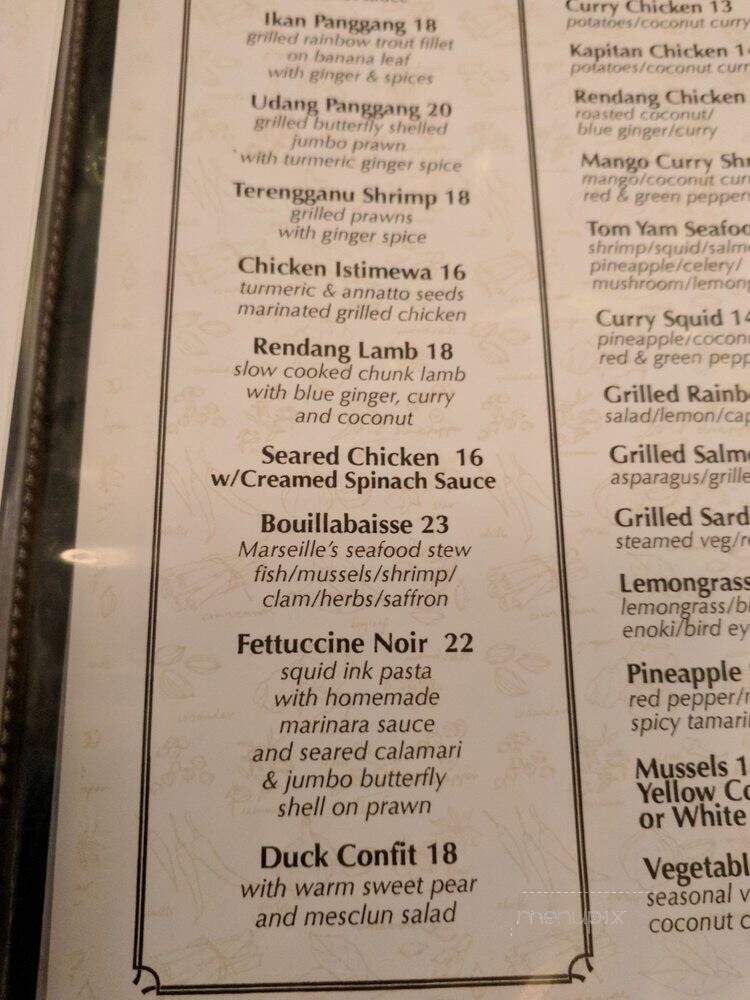 Ikan Panggang 18
grilled rainbow trout fillet
on banana leaf
with ginger & spices
Udang Panggang 20
grilled butterfly shelled
jumbo prawn
with turmeric ginger spice
Terengganu Shrimp 18
grilled prawns
with ginger spice
Chicken Istimewa 16
turmeric & annatto seeds
marinated grilled chicken
Rendang Lamb 18
slow cooked chunk lamb
with blue ginger, curry
and coconut
Seared Chicken 16
w/Creamed Spinach Sauce
Bouillabaisse 23
Marseille's seafood stew
fish/mussels/shrimp/
clam/herbs/saffron
Fettuccine Noir 22
squid ink pasta
with homemade
marinara sauce
and seared calamari
& jumbo butterfly
shell on prawn
Duck Confit 18
with warm sweet pear
and mesclun salad
Curry Chicken 13
potatoes/coconut curry
Kapitan Chicken
potatoes/coconut
Rendang Chicken
roasted coconut/
blue ginger/curry
Mango Curry
mango/coconut
red & green
Tom Yam
shrimp/squid/
pineapple/celery/
mushroom/
Curry Squid
pineapple/
red & green
Grilled
salad/lemon/
Grilled
asparagus/
Grilled
steamed veg/
lemongrass/
enoki/bird
Pineapple
red pepper/
spicy
Mussels
Yellow
or White
seasonal
coconut
menupix